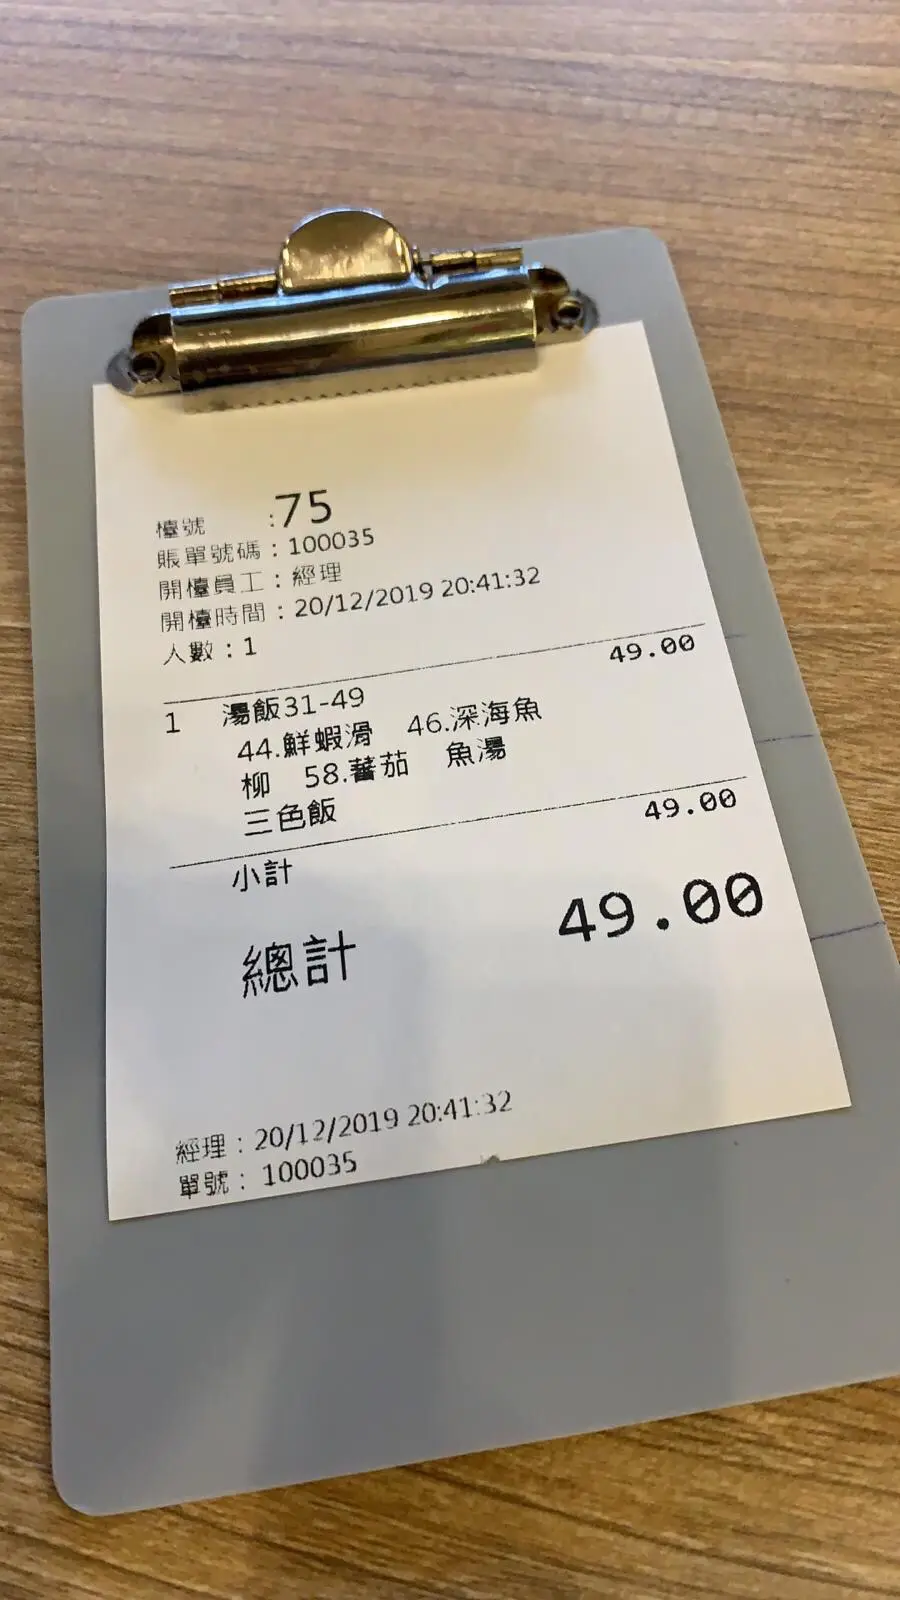 檯號 :75
賬單號碼：100035
開檯員工：經理
開檯時間：20/12/2019 20:41:32
人數：1
1 湯飯31-49 49.00
44.鮮蝦滑 46.深海魚
柳 58.蕃茄 魚湯
三色飯
小計 49.00
總計 49.00
經理：20/12/2019 20:41:32
單號：100035